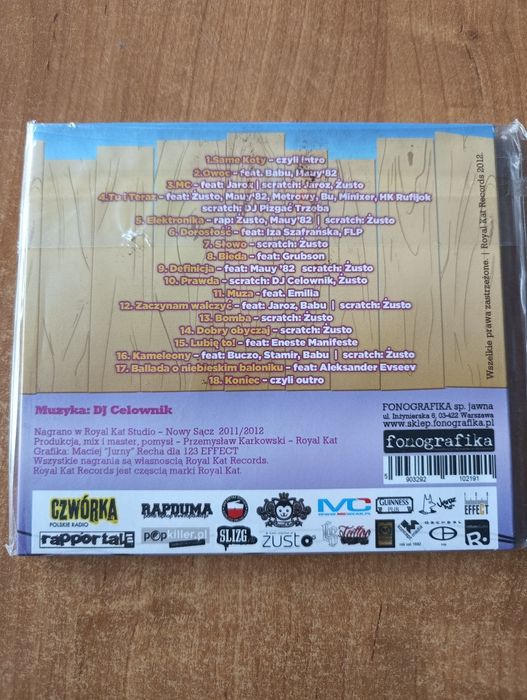 1.Same Koty - czyli intro
2.Owoc - feat. Babu, Mauy'82
3.MC - feat: Jaroz | scratch: Jaroz, Żusto
4.Tu i Teraz - feat: Żusto, Mauy'82, Metrowy, Bu, Minixer, HK Rufijok
scratch: DJ Pizgać Trzeba
5. Elektronika - rap: Żusto, Mauy'82 | scratch: Żusto
6. Dorosłość - feat: Iza Szafrańska, FLP
7. Słowo - scratch: Żusto
8. Bieda - feat: Grubson
9. Definicja - feat: Mauy '82 scratch: Żusto
10. Prawda - scratch: DJ Celownik, Żusto
11. Muza - feat: Emilia
12. Zaczynam walczyć - feat: Jaroz, Babu | scratch: Żusto
13. Bomba - scratch: Żusto
14. Dobry obyczaj - scratch: Żusto
15. Lubię to! - feat: Eneste Manifeste
16. Kameleony - feat: Buczo, Stamir, Babu | scratch: Żusto
17. Ballada o niebieskim baloniku - feat: Aleksander Evseev
18. Koniec - czyli outro
Wszelkie prawa zastrzeżone. | Royal Kat Records 2012.
Muzyka: DJ Celownik
Nagrano w Royal Kat Studio - Nowy Sącz 2011/2012
Produkcja, mix i master, pomysł - Przemysław Karkowski - Royal Kat
Grafika: Maciej "Jurny" Recha dla 123 EFFECT
Wszystkie nagrania są własnością Royal Kat Records.
Royal Kat Records jest częścią marki Royal Kat.
FONOGRAFIKA sp. jawna
ul. Inżynierska 6, 03-422 Warszawa
www.sklep.fonografika.pl
fonografika
5 903292 102191
CZWÓRKA
POLSKIE RADIO
RAPDUMA
MC
GUINNESS
PUB
EFFECT
rapportale
popkiller.pl
SLIZG
żusto
Tattoo
R.